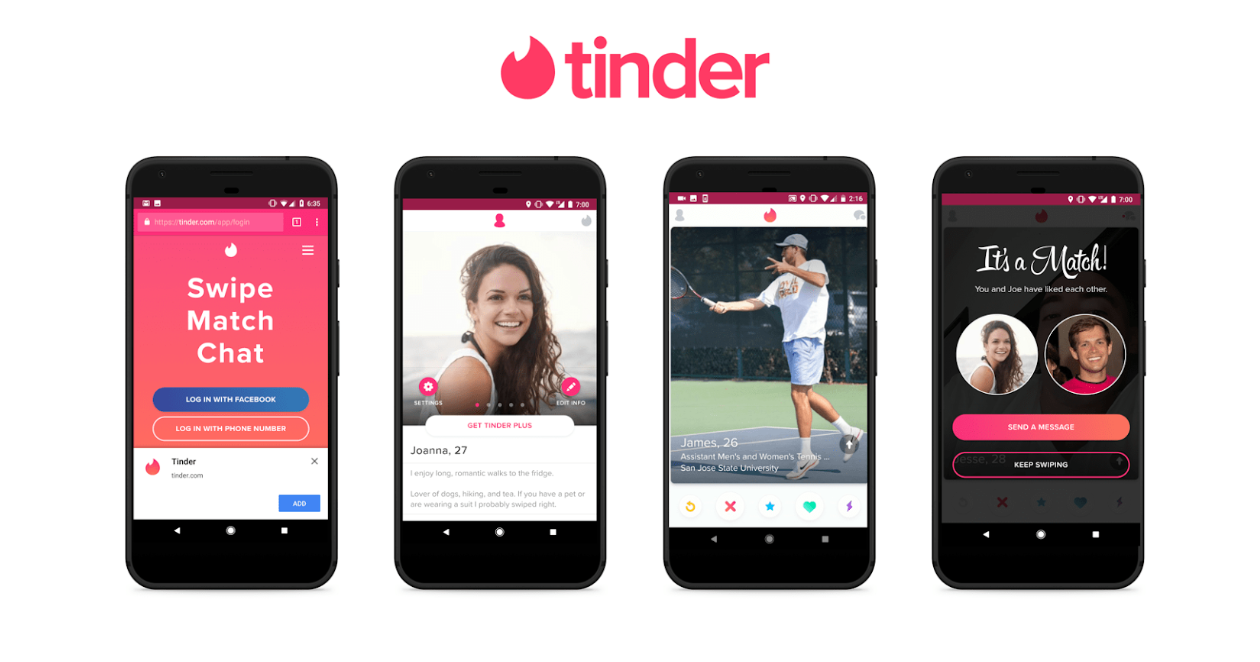 tinder
6:35
https://tinder.com/app/login
1
Swipe
Match
Chat
LOG IN WITH FACEBOOK
LOG IN WITH PHONE NUMBER
Tinder
tinder.com
ADD
7:00
SETTINGS
EDIT INFO
GET TINDER PLUS
Joanna, 27
I enjoy long, romantic walks to the fridge.
Lover of dogs, hiking, and tea. If you have a pet or
are wearing a suit I probably swiped right.
2:16
James, 26
Assistant Men's and Women's Tennis ...
San Jose State University
7:00
It's a Match!
You and Joe have liked each other.
SEND A MESSAGE
KEEP SWIPING